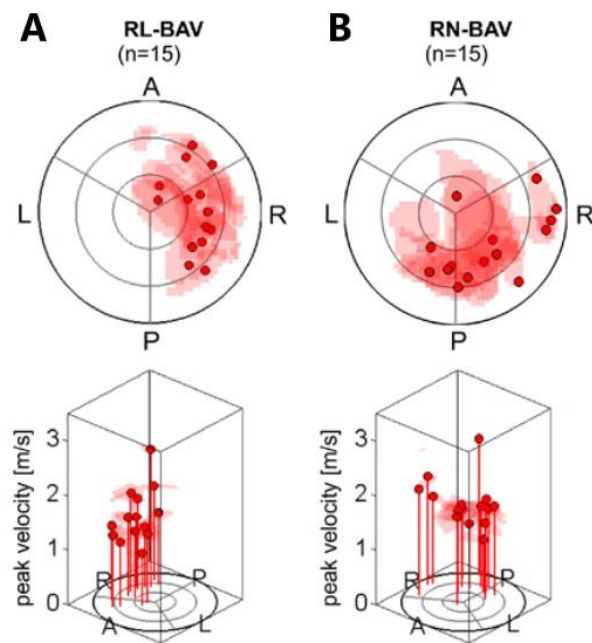 A
RL-BAV
(n=15)
A
L
R
P
B
RN-BAV
(n=15)
A
L
R
P
peak velocity [m/s]
3
2
1
0
R
P
A
L
peak velocity [m/s]
3
2
1
0
R
P
A
L